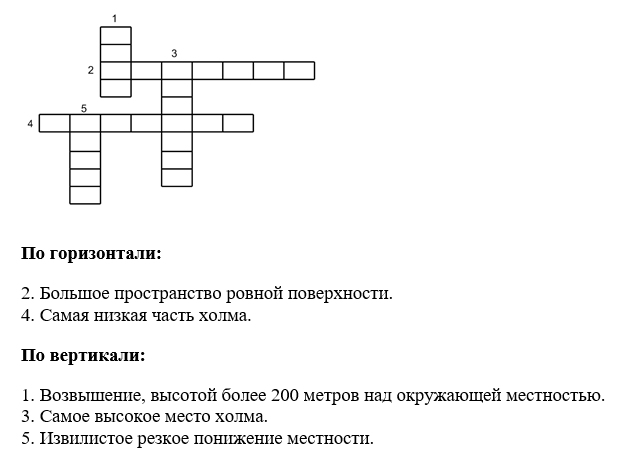 1
3
2
5
4
По горизонтали:
2. Большое пространство ровной поверхности.
4. Самая низкая часть холма.
По вертикали:
1. Возвышение, высотой более 200 метров над окружающей местностью.
3. Самое высокое место холма.
5. Извилистое резкое понижение местности.